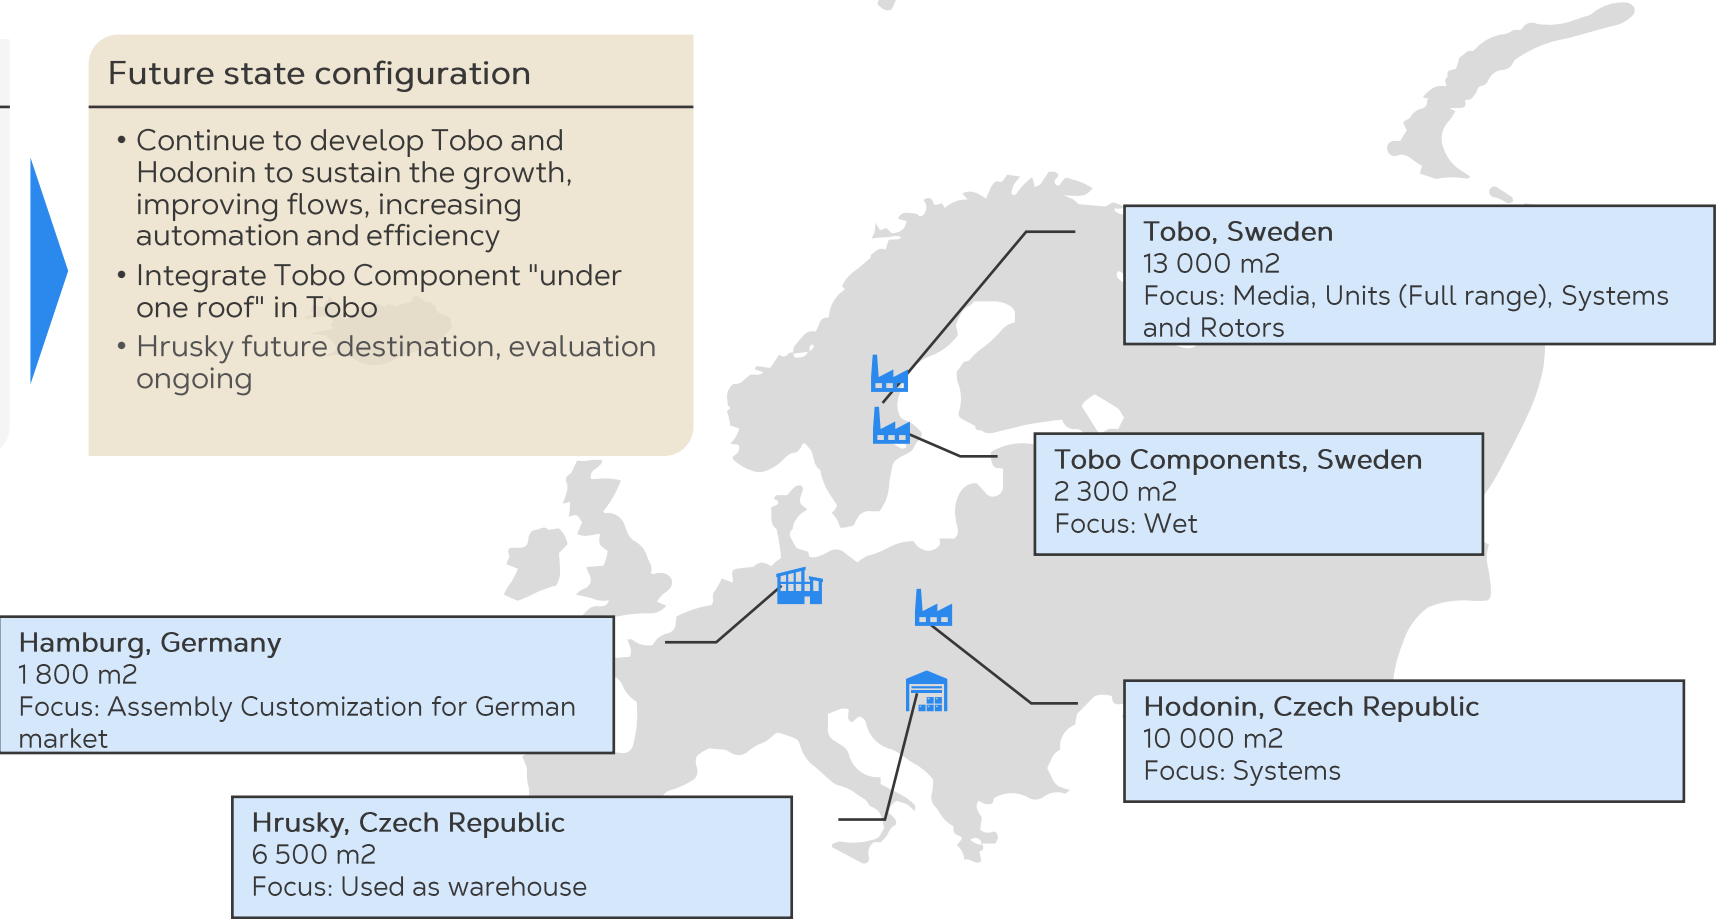 Future state configuration
• Continue to develop Tobo and
Hodonin to sustain the growth,
improving flows, increasing
automation and efficiency
• Integrate Tobo Component "under
one roof" in Tobo
• Hrusky future destination, evaluation
ongoing
Tobo, Sweden
13 000 m2
Focus: Media, Units (Full range), Systems
and Rotors
Tobo Components, Sweden
2 300 m2
Focus: Wet
Hamburg, Germany
1 800 m2
Focus: Assembly Customization for German
market
Hodonin, Czech Republic
10 000 m2
Focus: Systems
Hrusky, Czech Republic
6 500 m2
Focus: Used as warehouse